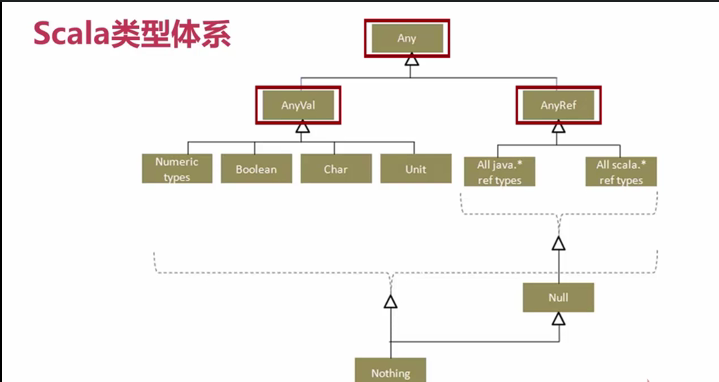 Scala类型体系
Any
AnyVal
AnyRef
Numeric
types
Boolean
Char
Unit
All java.*
ref types
All scala.*
ref types
Null
Nothing